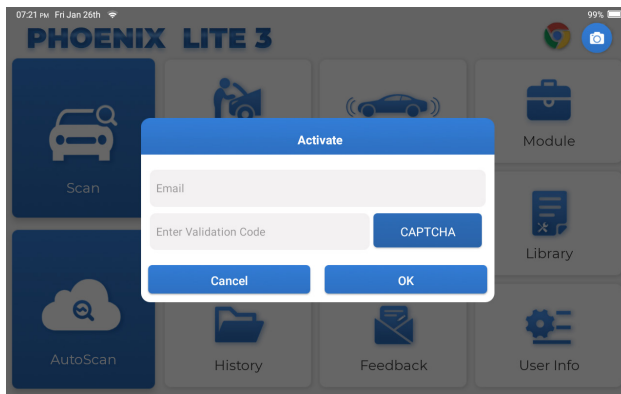 07:21 PM Fri Jan 26th
99%
PHOENIX LITE 3
Activate
Module
Scan
Email
Enter Validation Code
CAPTCHA
Library
Cancel
OK
AutoScan
History
Feedback
User Info